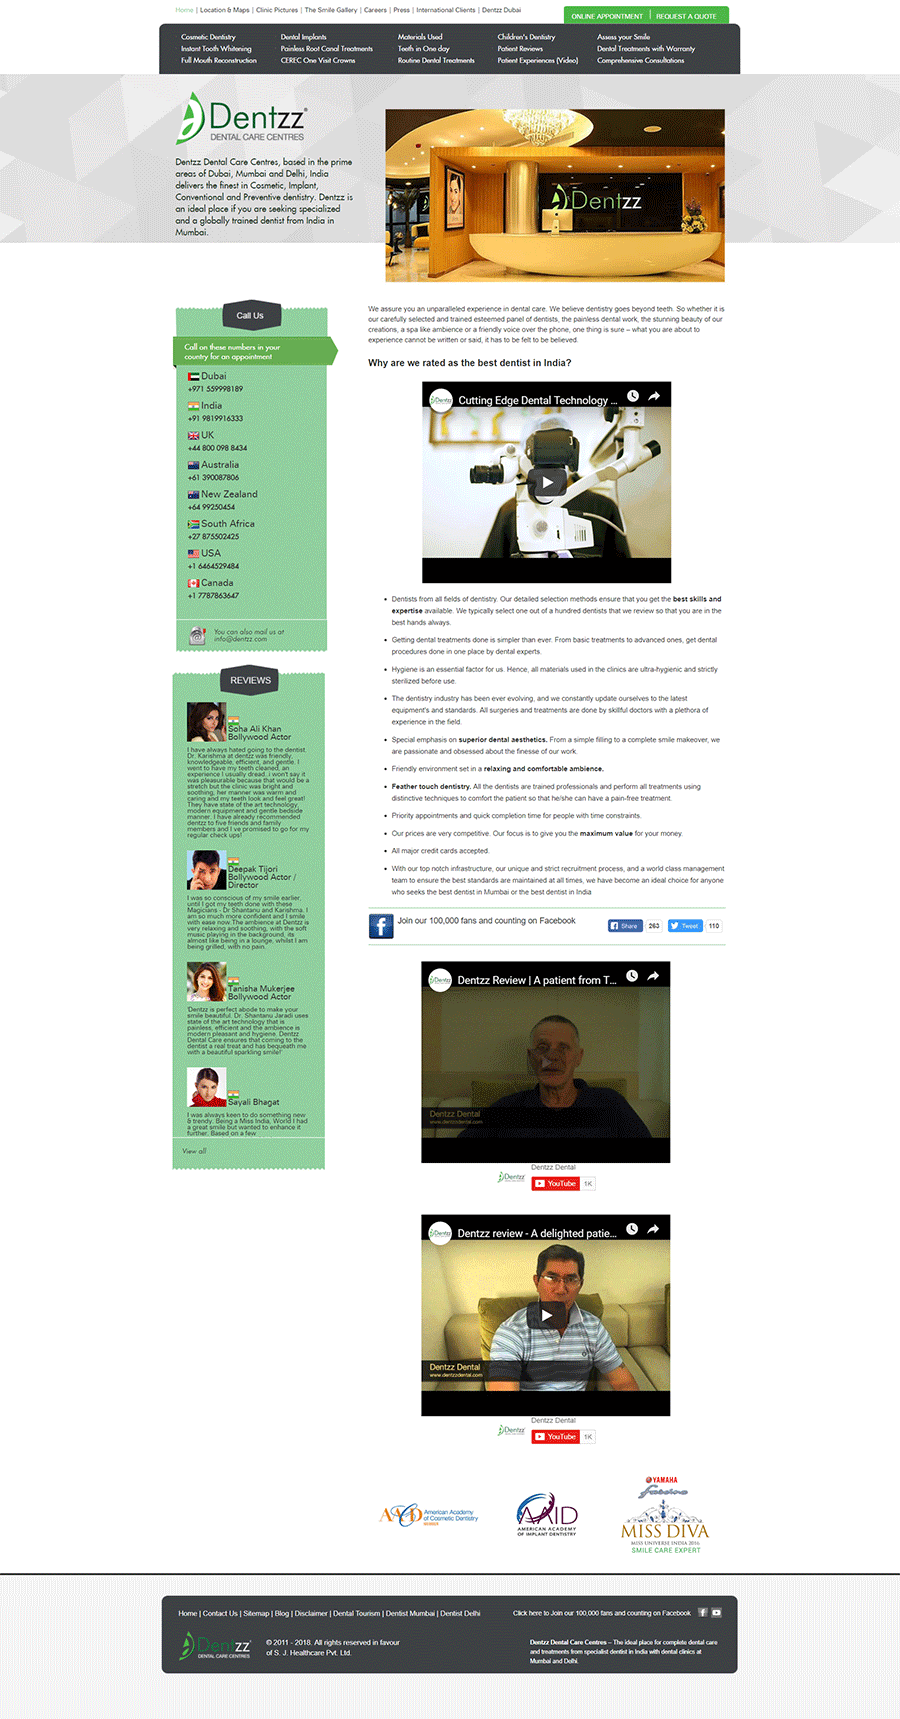 Home | Location & Maps | Clinic Pictures | The Smile Gallery | Careers | Press | International Clients | Dentzz Dubai
ONLINE APPOINTMENT | REQUEST A QUOTE
Cosmetic Dentistry
Instant Tooth Whitening
Full Mouth Reconstruction
Dental Implants
Painless Root Canal Treatments
CEREC One Visit Crowns
Materials Used
Teeth in One day
Routine Dental Treatments
Children's Dentistry
Patient Reviews
Patient Experiences (Video)
Assess your Smile
Dental Treatments with Warranty
Comprehensive Consultations
Dentzz
DENTAL CARE CENTRES
Dentzz Dental Care Centres, based in the prime
areas of Dubai, Mumbai and Delhi, India
delivers the finest in Cosmetic, Implant,
Conventional and Preventive dentistry. Dentzz is
an ideal place if you are seeking specialized
and a globally trained dentist from India in
Mumbai.
Dentzz
Call Us
Call on these numbers in your
country for an appointment
Dubai
+971 559998189
India
+91 9819916333
UK
+44 800 098 8434
Australia
+61 390087806
New Zealand
+64 99250454
South Africa
+27 875502425
USA
+1 6464529484
Canada
+1 7787863647
You can also mail us at
info@dentzz.com
REVIEWS
Soha Ali Khan
Bollywood Actor
I have always hated going to the dentist.
Dr. Karishma at dentzz was friendly,
knowledgeable, efficient, and gentle. I
went to have my teeth cleaned, an
experience I usually dread. i won't say it
was pleasurable because that would be a
stretch but the clinic was bright and
soothing, her manner was warm and
caring and my teeth look and feel great!
They have state of the art technology,
modern equipment and gentle bedside
manner. I have already recommended
dentzz to five friends and family
members and I ve promised to go for my
regular check ups!
Deepak Tijori
Bollywood Actor /
Director
I was so conscious of my smile earlier,
until I got my teeth done with these
Magicians - Dr Shantanu and Karishma. I
am so much more confident and I smile
with ease now.The ambience at Dentzz is
very relaxing and soothing, with the soft
music playing in the background, its
almost like being in a lounge, whilst I am
being grilled, with no pain.
Tanisha Mukerjee
Bollywood Actor
'Dentzz is perfect abode to make your
smile beautiful. Dr. Shantanu Jaradi uses
state of the art technology that is
painless, efficient and the ambience is
modern pleasant and hygiene. Dentzz
Dental Care ensures that coming to the
dentist a real treat and has bequeath me
with a beautiful sparkling smile!'
Sayali Bhagat
I was always keen to do something new
& trendy. Being a Miss India, World I had
a great smile but wanted to enhance it
further. Based on a few
View all
We assure you an unparalleled experience in dental care. We believe dentistry goes beyond teeth. So whether it is
our carefully selected and trained esteemed panel of dentists, the painless dental work, the stunning beauty of our
creations, a spa like ambience or a friendly voice over the phone, one thing is sure – what you are about to
experience cannot be written or said, it has to be felt to be believed.
Why are we rated as the best dentist in India?
Cutting Edge Dental Technology ...
Dentists from all fields of dentistry. Our detailed selection methods ensure that you get the best skills and
expertise available. We typically select one out of a hundred dentists that we review so that you are in the
best hands always.
Getting dental treatments done is simpler than ever. From basic treatments to advanced ones, get dental
procedures done in one place by dental experts.
Hygiene is an essential factor for us. Hence, all materials used in the clinics are ultra-hygienic and strictly
sterilized before use.
The dentistry industry has been ever evolving, and we constantly update ourselves to the latest
equipment's and standards. All surgeries and treatments are done by skillful doctors with a plethora of
experience in the field.
Special emphasis on superior dental aesthetics. From a simple filling to a complete smile makeover, we
are passionate and obsessed about the finesse of our work.
Friendly environment set in a relaxing and comfortable ambience.
Feather touch dentistry. All the dentists are trained professionals and perform all treatments using
distinctive techniques to comfort the patient so that he/she can have a pain-free treatment.
Priority appointments and quick completion time for people with time constraints.
Our prices are very competitive. Our focus is to give you the maximum value for your money.
All major credit cards accepted.
With our top notch infrastructure, our unique and strict recruitment process, and a world class management
team to ensure the best standards are maintained at all times, we have become an ideal choice for anyone
who seeks the best dentist in Mumbai or the best dentist in India
Join our 100,000 fans and counting on Facebook
Share 263 Tweet 110
Dentzz Review | A patient from T...
Dentzz Dental
www.dentzzdental.com
Dentzz Dental
Dentzz YouTube 1K
Dentzz review - A delighted patie...
Dentzz Dental
www.dentzzdental.com
Dentzz Dental
Dentzz YouTube 1K
AACD American Academy
of Cosmetic Dentistry
MEMBER
AAID
AMERICAN ACADEMY
OF IMPLANT DENTISTRY
YAMAHA
Fascino
MISS DIVA
MISS UNIVERSE INDIA 2016
SMILE CARE EXPERT
Home | Contact Us | Sitemap | Blog | Disclaimer | Dental Tourism | Dentist Mumbai | Dentist Delhi
Click here to Join our 100,000 fans and counting on Facebook
Dentzz
DENTAL CARE CENTRES
© 2011 - 2018. All rights reserved in favour
of S. J. Healthcare Pvt. Ltd.
Dentzz Dental Care Centres – The ideal place for complete dental care
and treatments from specialist dentist in India with dental clinics at
Mumbai and Delhi.